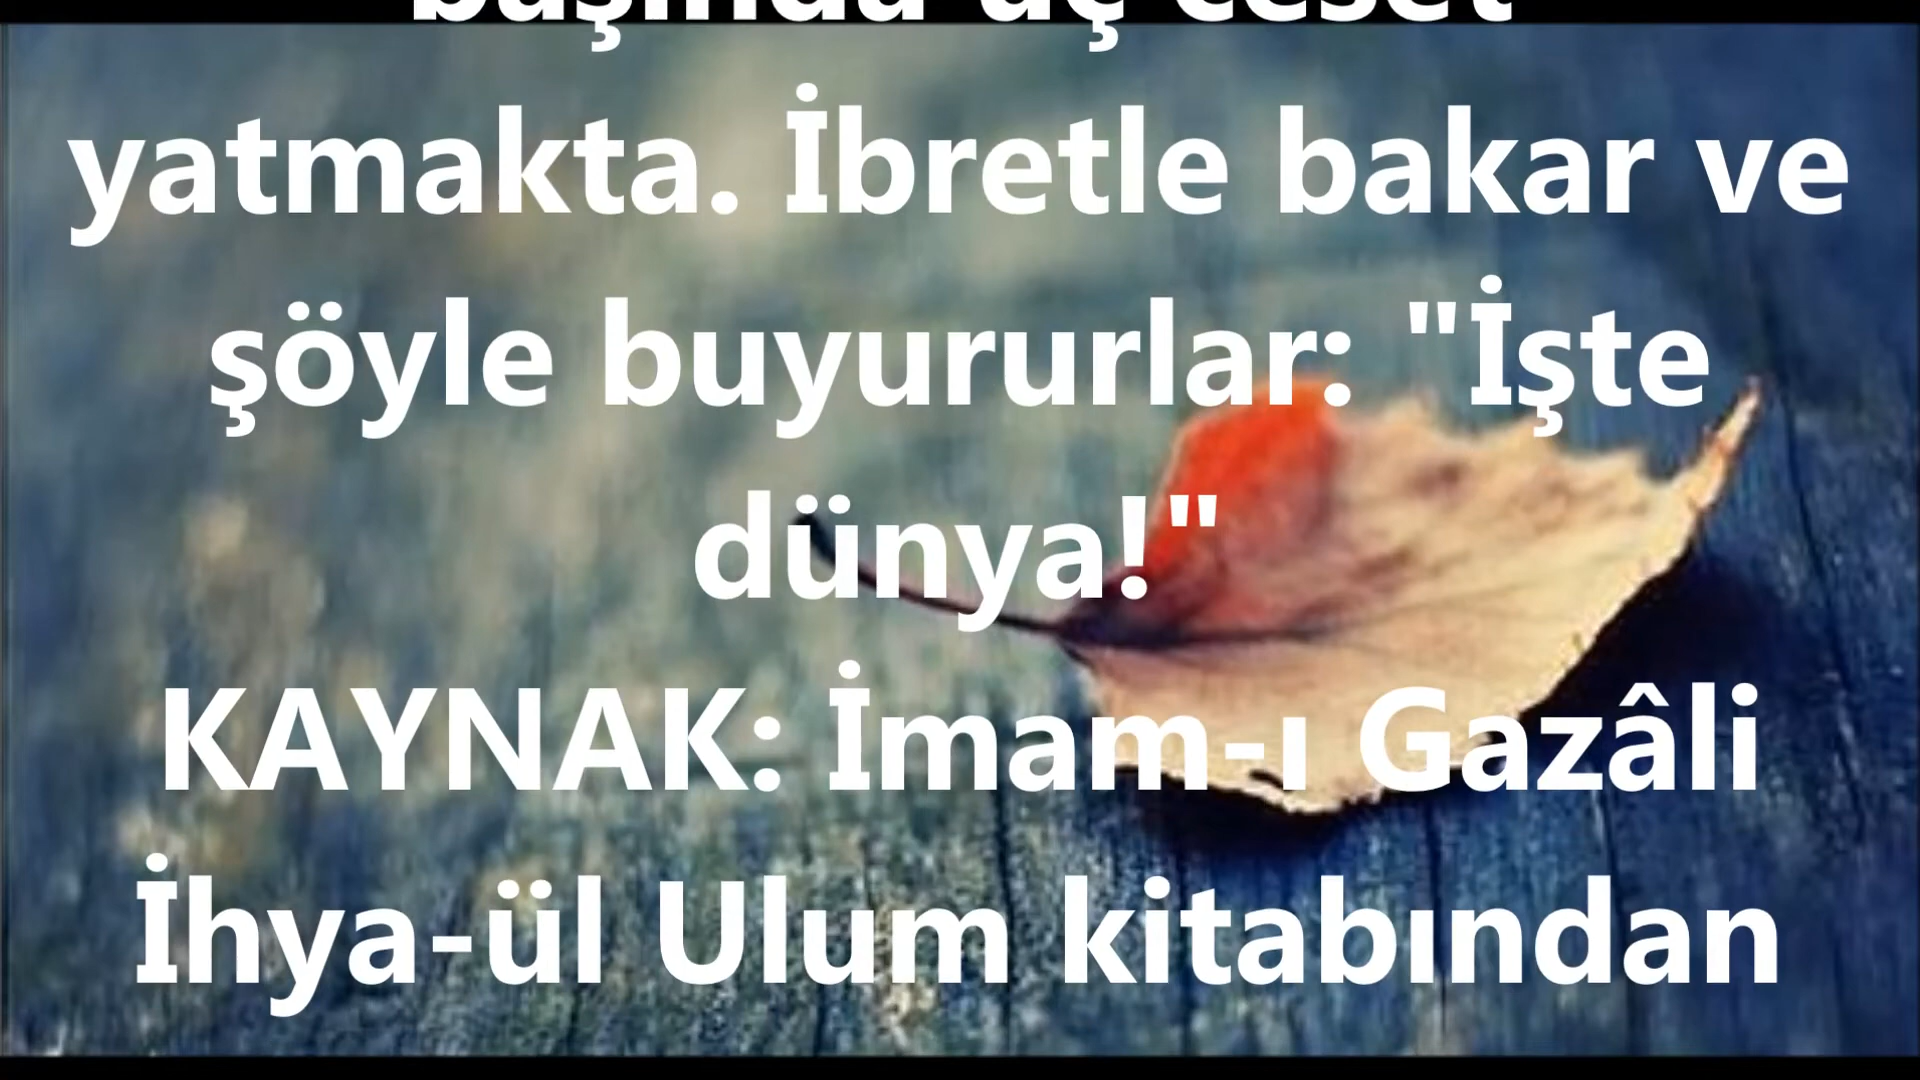 başında üç ceset
yatmakta. İbretle bakar ve
şöyle buyururlar: "İşte
dünya!"
KAYNAK: İmam-ı Gazâli
İhya-ül Ulum kitabından